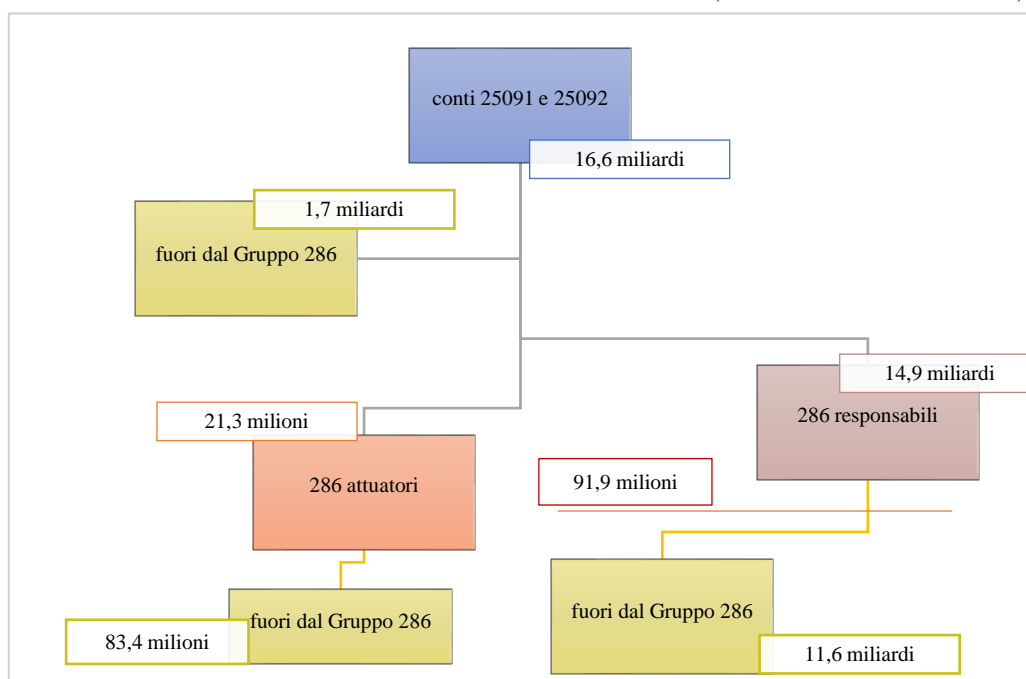 conti 25091 e 25092
16,6 miliardi
1,7 miliardi
fuori dal Gruppo 286
14,9 miliardi
286 responsabili
21,3 milioni
286 attuatori
91,9 milioni
fuori dal Gruppo 286
83,4 milioni
fuori dal Gruppo 286
11,6 miliardi